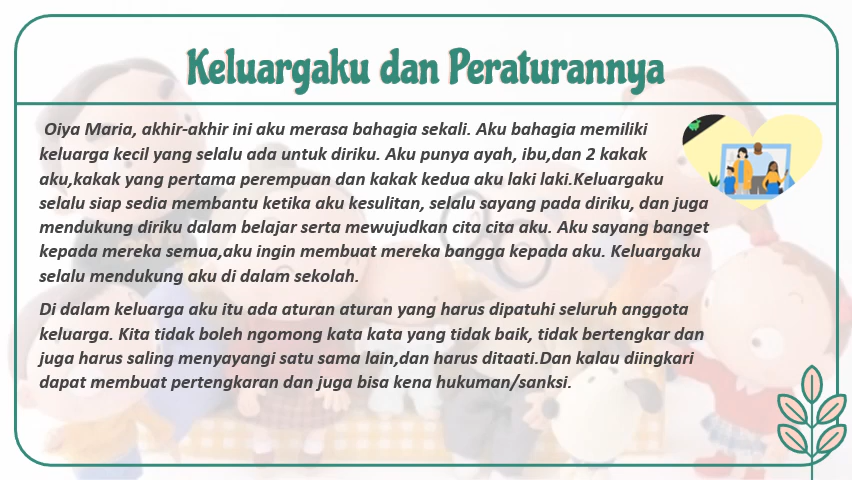 Keluargaku dan Peraturannya
Oiya Maria, akhir-akhir ini aku merasa bahagia sekali. Aku bahagia memiliki
keluarga kecil yang selalu ada untuk diriku. Aku punya ayah, ibu,dan 2 kakak
aku,kakak yang pertama perempuan dan kakak kedua aku laki laki.Keluargaku
selalu siap sedia membantu ketika aku kesulitan, selalu sayang pada diriku, dan juga
mendukung diriku dalam belajar serta mewujudkan cita cita aku. Aku sayang banget
kepada mereka semua,aku ingin membuat mereka bangga kepada aku. Keluargaku
selalu mendukung aku di dalam sekolah.
Di dalam keluarga aku itu ada aturan aturan yang harus dipatuhi seluruh anggota
keluarga. Kita tidak boleh ngomong kata kata yang tidak baik, tidak bertengkar dan
juga harus saling menyayangi satu sama lain,dan harus ditaati.Dan kalau diingkari
dapat membuat pertengkaran dan juga bisa kena hukuman/sanksi.